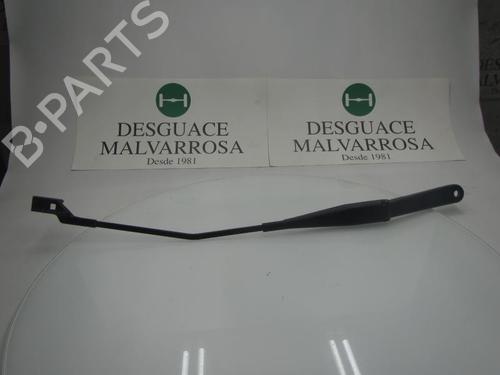 B-PARTS
DESGUACE
MALVARROSA
Desde 1981
DESGUACE
MALVARROSA
Desde 1981